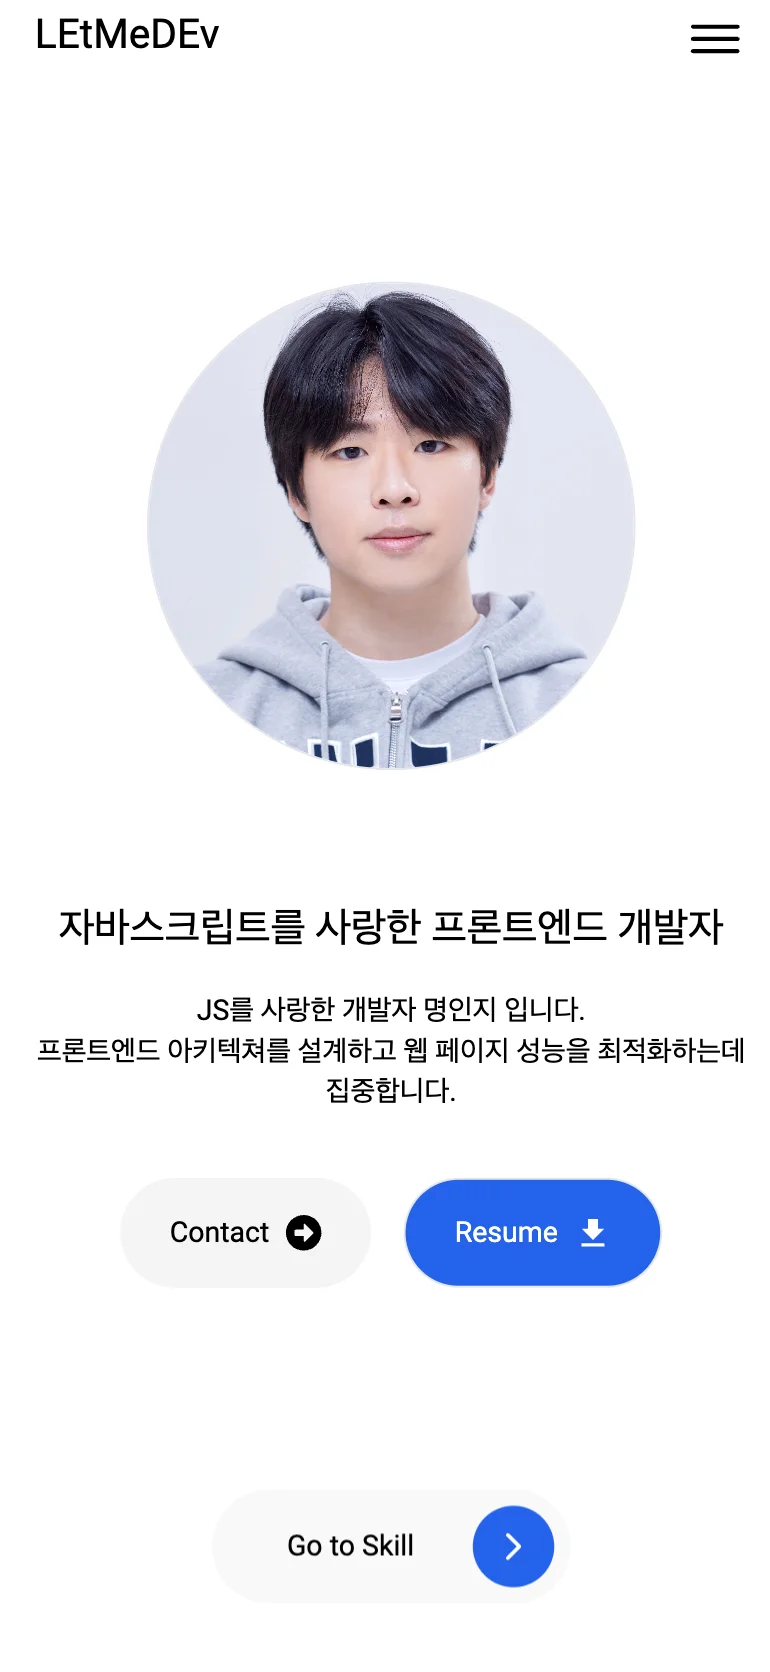 LEtMeDEv
자바스크립트를 사랑한 프론트엔드 개발자
JS를 사랑한 개발자 명인지 입니다.
프론트엔드 아키텍쳐를 설계하고 웹 페이지 성능을 최적화하는데
집중합니다.
Contact
Resume
Go to Skill